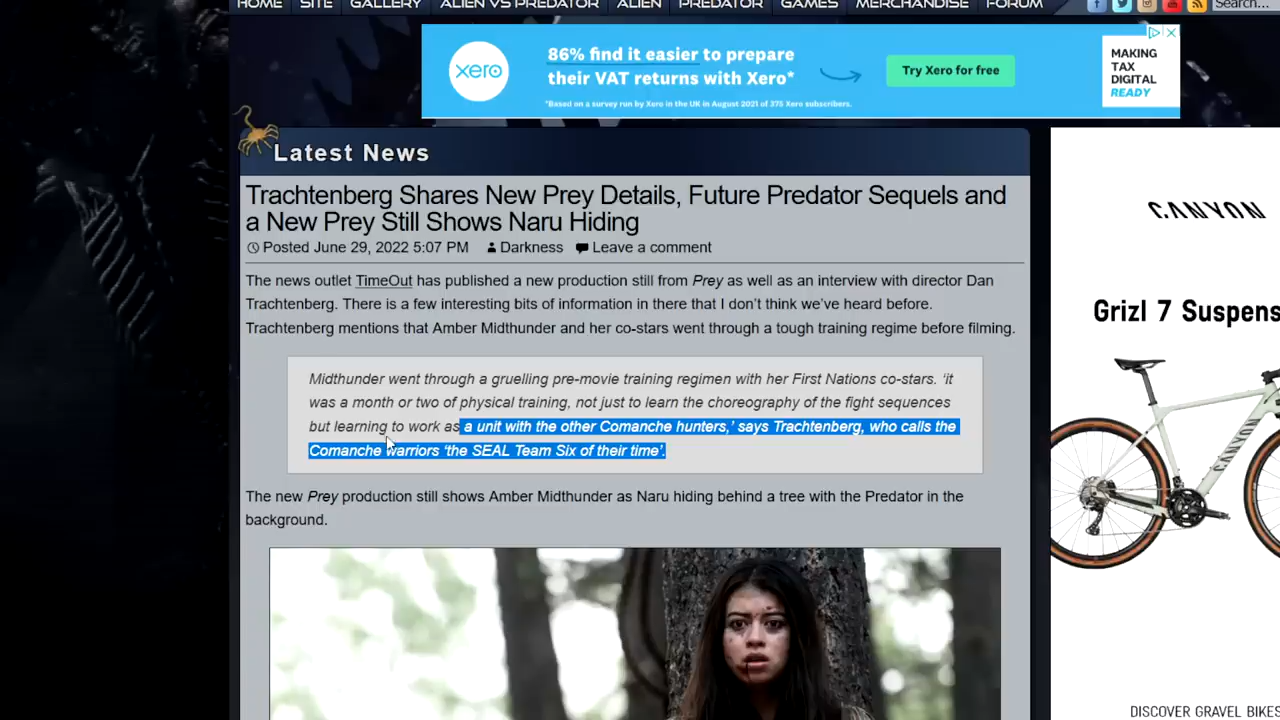 HOME SITE GALLERY ALIEN VS PREDATOR ALIEN PREDATOR GAMES MERCHANDISE FORUM Search...
xero
86% find it easier to prepare
their VAT returns with Xero*
*Based on a survey run by Xero in the UK in August 2021 of 375 Xero subscribers.
Try Xero for free
MAKING
TAX
DIGITAL
READY
Latest News
Trachtenberg Shares New Prey Details, Future Predator Sequels and
a New Prey Still Shows Naru Hiding
Posted June 29, 2022 5:07 PM Darkness Leave a comment
The news outlet TimeOut has published a new production still from Prey as well as an interview with director Dan
Trachtenberg. There is a few interesting bits of information in there that I don't think we've heard before.
Trachtenberg mentions that Amber Midthunder and her co-stars went through a tough training regime before filming.
Midthunder went through a gruelling pre-movie training regimen with her First Nations co-stars. ‘it
was a month or two of physical training, not just to learn the choreography of the fight sequences
but learning to work as a unit with the other Comanche hunters,’ says Trachtenberg, who calls the
Comanche warriors ‘the SEAL Team Six of their time’.
The new Prey production still shows Amber Midthunder as Naru hiding behind a tree with the Predator in the
background.
CANYON
Grizl 7 Suspens
CANYON
DISCOVER GRAVEL BIKES